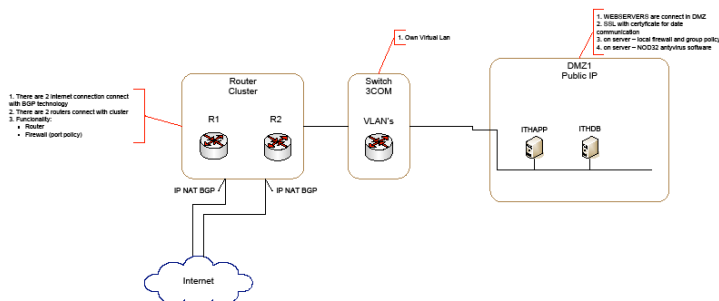 1. WEBSERVERS are connect in DMZ
2. SSL with certyficate for date
communication
3. on server – local firewall and group policy
4. on server – NOD32 antyvirus software
1. Own Virtual Lan
1. There are 2 internet connection connect
with BGP technology
2. There are 2 routers connect with cluster
3. Funcionality:
• Router
• Firewall (port policy)
Router
Cluster
R1
R2
Switch
3COM
VLAN's
DMZ1
Public IP
ITHAPP
ITHDB
IP NAT BGP
IP NAT BGP
Internet